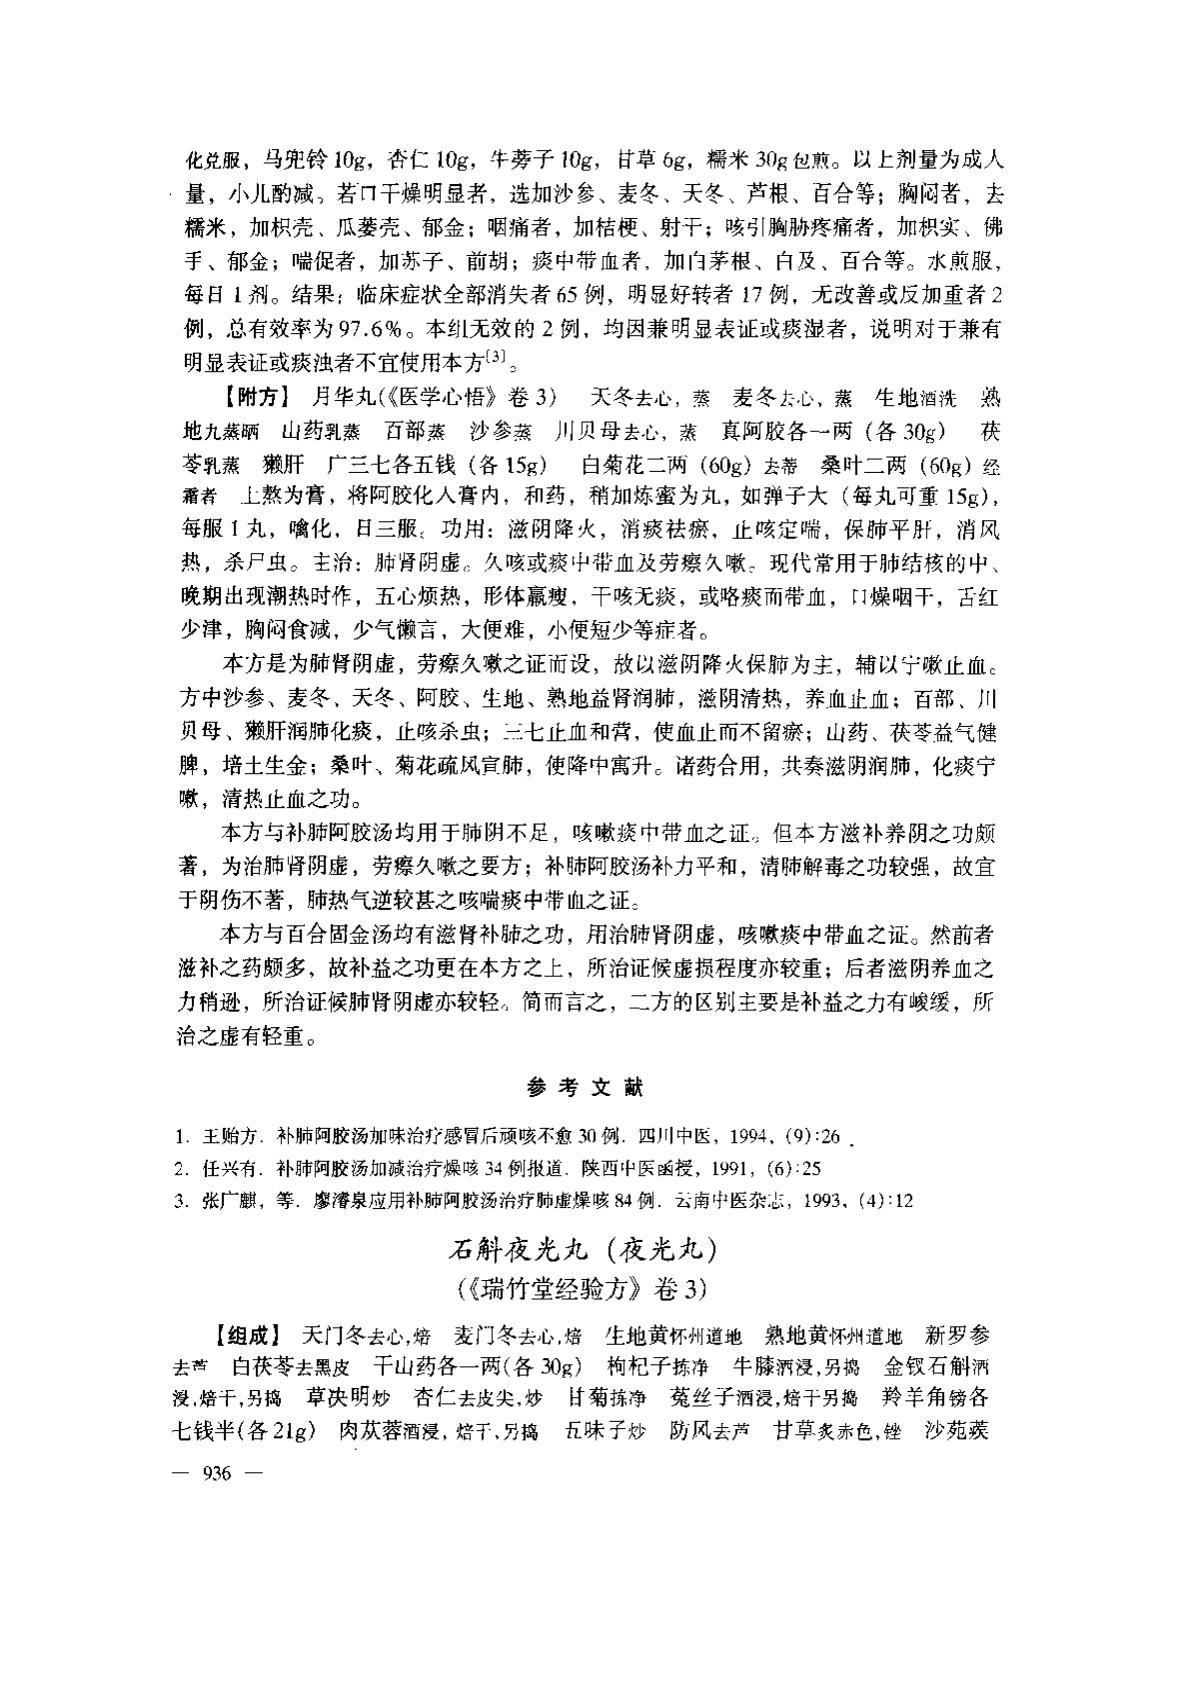 化兑服，马兜铃 10g，杏仁 10g，牛蒡子 10g，甘草 6g，糯米 30g 包煎。以上剂量为成人
量，小儿酌减。若口干燥明显者，选加沙参、麦冬、天冬、芦根、百合等；胸闷者，去
糯米，加枳壳、瓜蒌壳、郁金；咽痛者，加桔梗、射干；咳引胸胁疼痛者，加枳实、佛
手、郁金；喘促者，加苏子、前胡；痰中带血者，加白茅根、白及、百合等。水煎服，
每日 1 剂。结果：临床症状全部消失者 65 例，明显好转者 17 例，无改善或反加重者 2
例，总有效率为 97.6%。本组无效的 2 例，均因兼明显表证或痰湿者，说明对于兼有
明显表证或痰浊者不宜使用本方〔3〕。
【附方】 月华丸(《医学心悟》卷 3） 天冬去心，蒸 麦冬去心，蒸 生地酒洗 熟
地九蒸晒 山药乳蒸 百部蒸 沙参蒸 川贝母去心，蒸 真阿胶各一两（各 30g） 茯
苓乳蒸 獭肝 广三七各五钱（各 15g） 白菊花二两（60g）去蒂 桑叶二两（60g）经
霜者 上熬为膏，将阿胶化入膏内，和药，稍加炼蜜为丸，如弹子大（每丸可重 15g)，
每服 1 丸，噙化，日三服。功用：滋阴降火，消痰祛瘀，止咳定喘，保肺平肝，消风
热，杀尸虫。主治：肺肾阴虚。久咳或痰中带血及劳瘵久嗽。现代常用于肺结核的中、
晚期出现潮热时作，五心烦热，形体羸瘦，干咳无痰，或咯痰而带血，口燥咽干，舌红
少津，胸闷食减，少气懒言，大便难，小便短少等症者。
本方是为肺肾阴虚，劳瘵久嗽之证而设，故以滋阴降火保肺为主，辅以宁嗽止血。
方中沙参、麦冬、天冬、阿胶、生地、熟地益肾润肺，滋阴清热，养血止血；百部、川
贝母、獭肝润肺化痰，止咳杀虫；三七止血和营，使血止而不留瘀；山药、茯苓益气健
脾，培土生金；桑叶、菊花疏风宣肺，使降中寓升。诸药合用，共奏滋阴润肺，化痰宁
嗽，清热止血之功。
本方与补肺阿胶汤均用于肺阴不足，咳嗽痰中带血之证。但本方滋补养阴之功颇
著，为治肺肾阴虚，劳瘵久嗽之要方；补肺阿胶汤补力平和，清肺解毒之功较强，故宜
于阴伤不著，肺热气逆较甚之咳喘痰中带血之证。
本方与百合固金汤均有滋肾补肺之功，用治肺肾阴虚，咳嗽痰中带血之证。然前者
滋补之药颇多，故补益之功更在本方之上，所治证候虚损程度亦较重；后者滋阴养血之
力稍逊，所治证候肺肾阴虚亦较轻。简而言之，二方的区别主要是补益之力有峻缓，所
治之虚有轻重。
参 考 文 献
1. 王贻方．补肺阿胶汤加味治疗感冒后顽咳不愈 30 例．四川中医，1994，(9)：26
2. 任兴有．补肺阿胶汤加减治疗燥咳 34 例报道．陕西中医函授，1991，(6)：25
3. 张广麒，等．廖濬泉应用补肺阿胶汤治疗肺虚燥咳 84 例．云南中医杂志，1993，(4)：12
石斛夜光丸（夜光丸）
(《瑞竹堂经验方》卷 3）
【组成】 天门冬去心,焙 麦门冬去心,焙 生地黄怀州道地 熟地黄怀州道地 新罗参
去芦 白茯苓去黑皮 干山药各一两(各 30g） 枸杞子拣净 牛膝酒浸,另捣 金钗石斛酒
浸,焙干,另捣 草决明炒 杏仁去皮尖,炒 甘菊拣净 菟丝子酒浸,焙干另捣 羚羊角镑各
七钱半(各 21g） 肉苁蓉酒浸，焙干,另捣 五味子炒 防风去芦 甘草炙赤色,锉 沙苑蒺
— 936 —